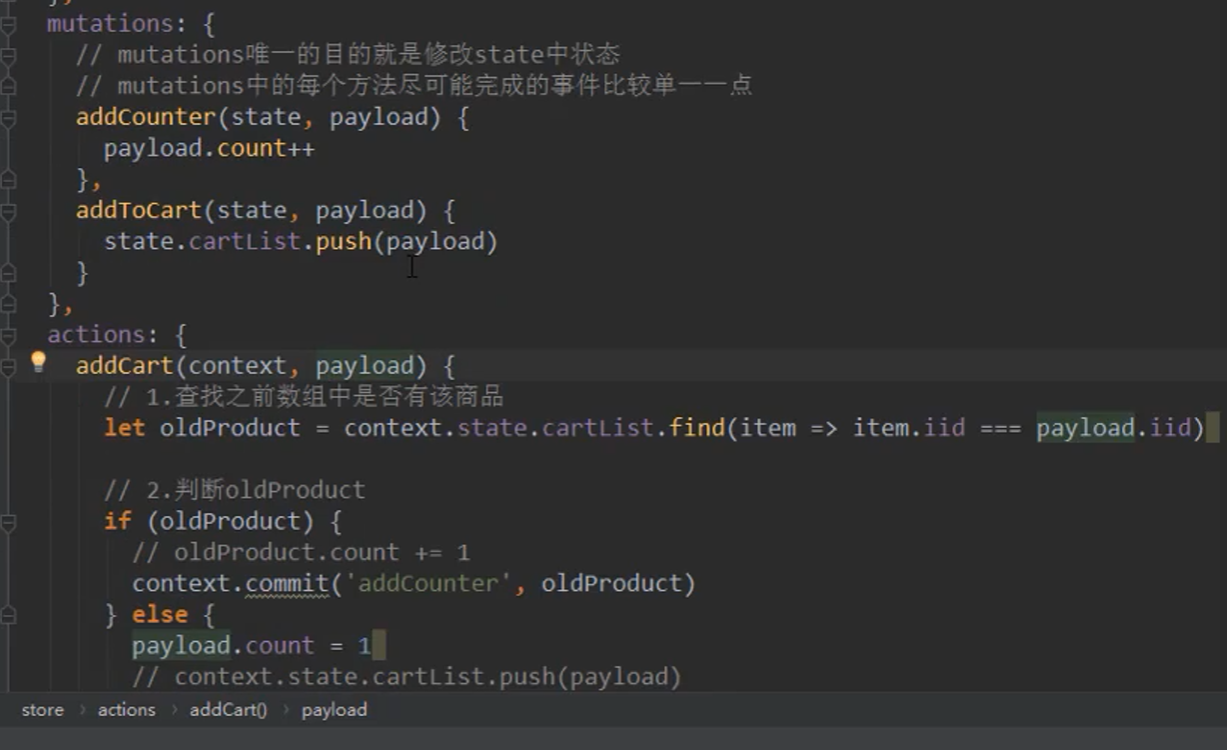 mutations: {
// mutations唯一的目的就是修改state中状态
// mutations中的每个方法尽可能完成的事件比较单一一点
addCounter(state, payload) {
payload.count++
},
addToCart(state, payload) {
state.cartList.push(payload)
}
},
actions: {
addCart(context, payload) {
// 1.查找之前数组中是否有该商品
let oldProduct = context.state.cartList.find(item => item.iid === payload.iid)
// 2.判断oldProduct
if (oldProduct) {
// oldProduct.count += 1
context.commit('addCounter', oldProduct)
} else {
payload.count = 1
// context.state.cartList.push(payload)
store › actions › addCart() › payload